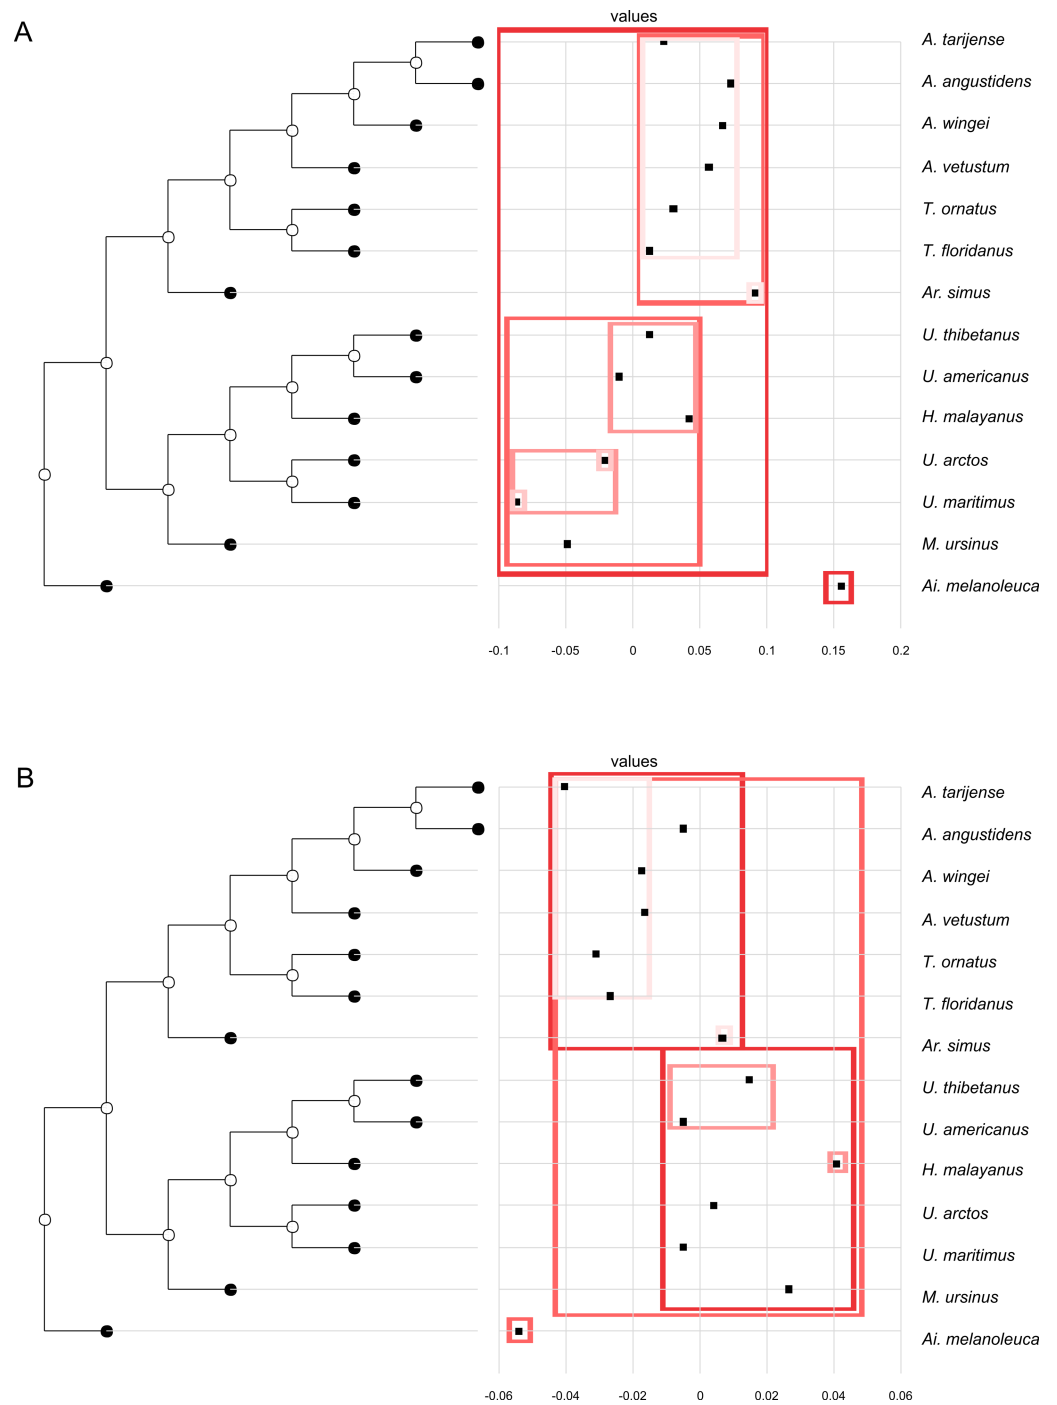 A
values
A. tarijense
A. angustidens
A. wingei
A. vetustum
T. ornatus
T. floridanus
Ar. simus
U. thibetanus
U. americanus
H. malayanus
U. arctos
U. maritimus
M. ursinus
Ai. melanoleuca
-0.1 -0.05 0 0.05 0.1 0.15 0.2
B
values
A. tarijense
A. angustidens
A. wingei
A. vetustum
T. ornatus
T. floridanus
Ar. simus
U. thibetanus
U. americanus
H. malayanus
U. arctos
U. maritimus
M. ursinus
Ai. melanoleuca
-0.06 -0.04 -0.02 0 0.02 0.04 0.06